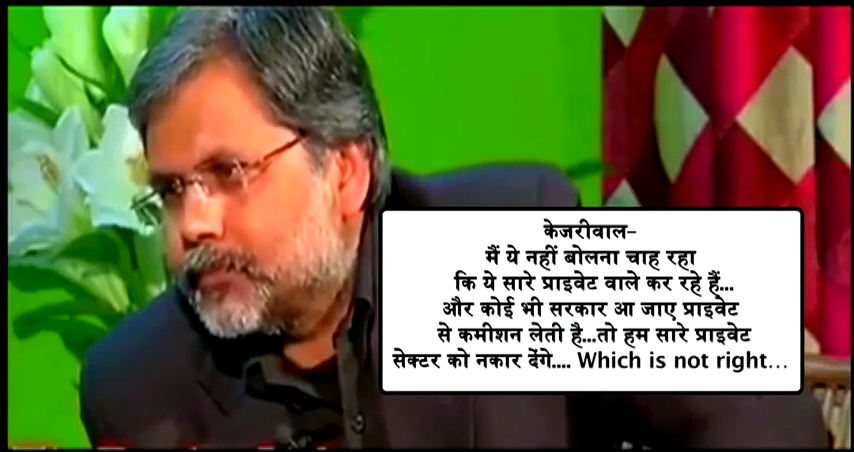 केजरीवाल-
मैं ये नहीं बोलना चाह रहा
कि ये सारे प्राइवेट वाले कर रहे हैं...
और कोई भी सरकार आ जाए प्राइवेट
से कमीशन लेती है...तो हम सारे प्राइवेट
सेक्टर को नकार देंगे.... Which is not right...